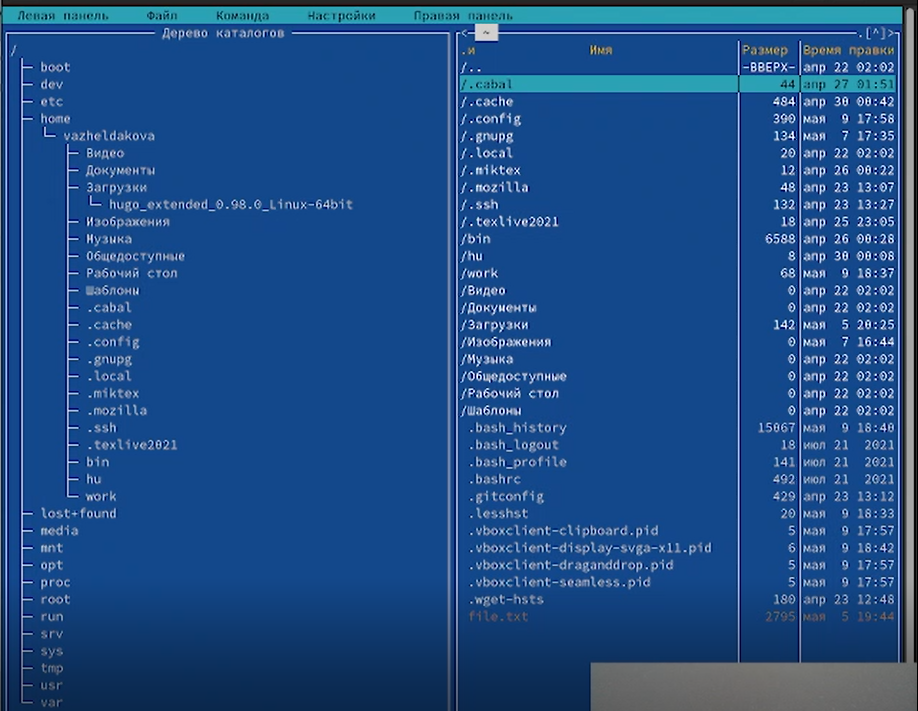 Левая панель Файл Команда Настройки Правая панель
Дерево каталогов
/
boot
dev
etc
home
vazheldakova
Видео
Документы
Загрузки
hugo_extended_0.98.0_Linux-64bit
Изображения
Музыка
Общедоступные
Рабочий стол
Шаблоны
.cabal
.cache
.config
.gnupg
.local
.miktex
.mozilla
.ssh
.texlive2021
bin
hu
work
lost+found
media
mnt
opt
proc
root
run
srv
sys
tmp
usr
var
<- ~ .[^]>
.и Имя Размер Время правки
/.. -ВВЕРХ- апр 22 02:02
/.cabal 44 апр 27 01:51
/.cache 484 апр 30 00:42
/.config 390 мая 9 17:58
/.gnupg 134 мая 7 17:35
/.local 20 апр 22 02:02
/.miktex 12 апр 26 00:22
/.mozilla 48 апр 23 13:07
/.ssh 132 апр 23 13:27
/.texlive2021 18 апр 25 23:05
/bin 6588 апр 26 00:28
/hu 8 апр 30 00:08
/work 68 мая 9 18:37
/Видео 0 апр 22 02:02
/Документы 0 апр 22 02:02
/Загрузки 142 мая 5 20:25
/Изображения 0 мая 7 16:44
/Музыка 0 апр 22 02:02
/Общедоступные 0 апр 22 02:02
/Рабочий стол 0 апр 22 02:02
/Шаблоны 0 апр 22 02:02
.bash_history 15067 мая 9 18:40
.bash_logout 18 июл 21 2021
.bash_profile 141 июл 21 2021
.bashrc 492 июл 21 2021
.gitconfig 429 апр 23 13:12
.lesshst 20 мая 9 18:33
.vboxclient-clipboard.pid 5 мая 9 17:57
.vboxclient-display-svga-x11.pid 6 мая 9 18:42
.vboxclient-draganddrop.pid 5 мая 9 17:57
.vboxclient-seamless.pid 5 мая 9 17:57
.wget-hsts 180 апр 23 12:48
file.txt 2795 мая 5 19:44